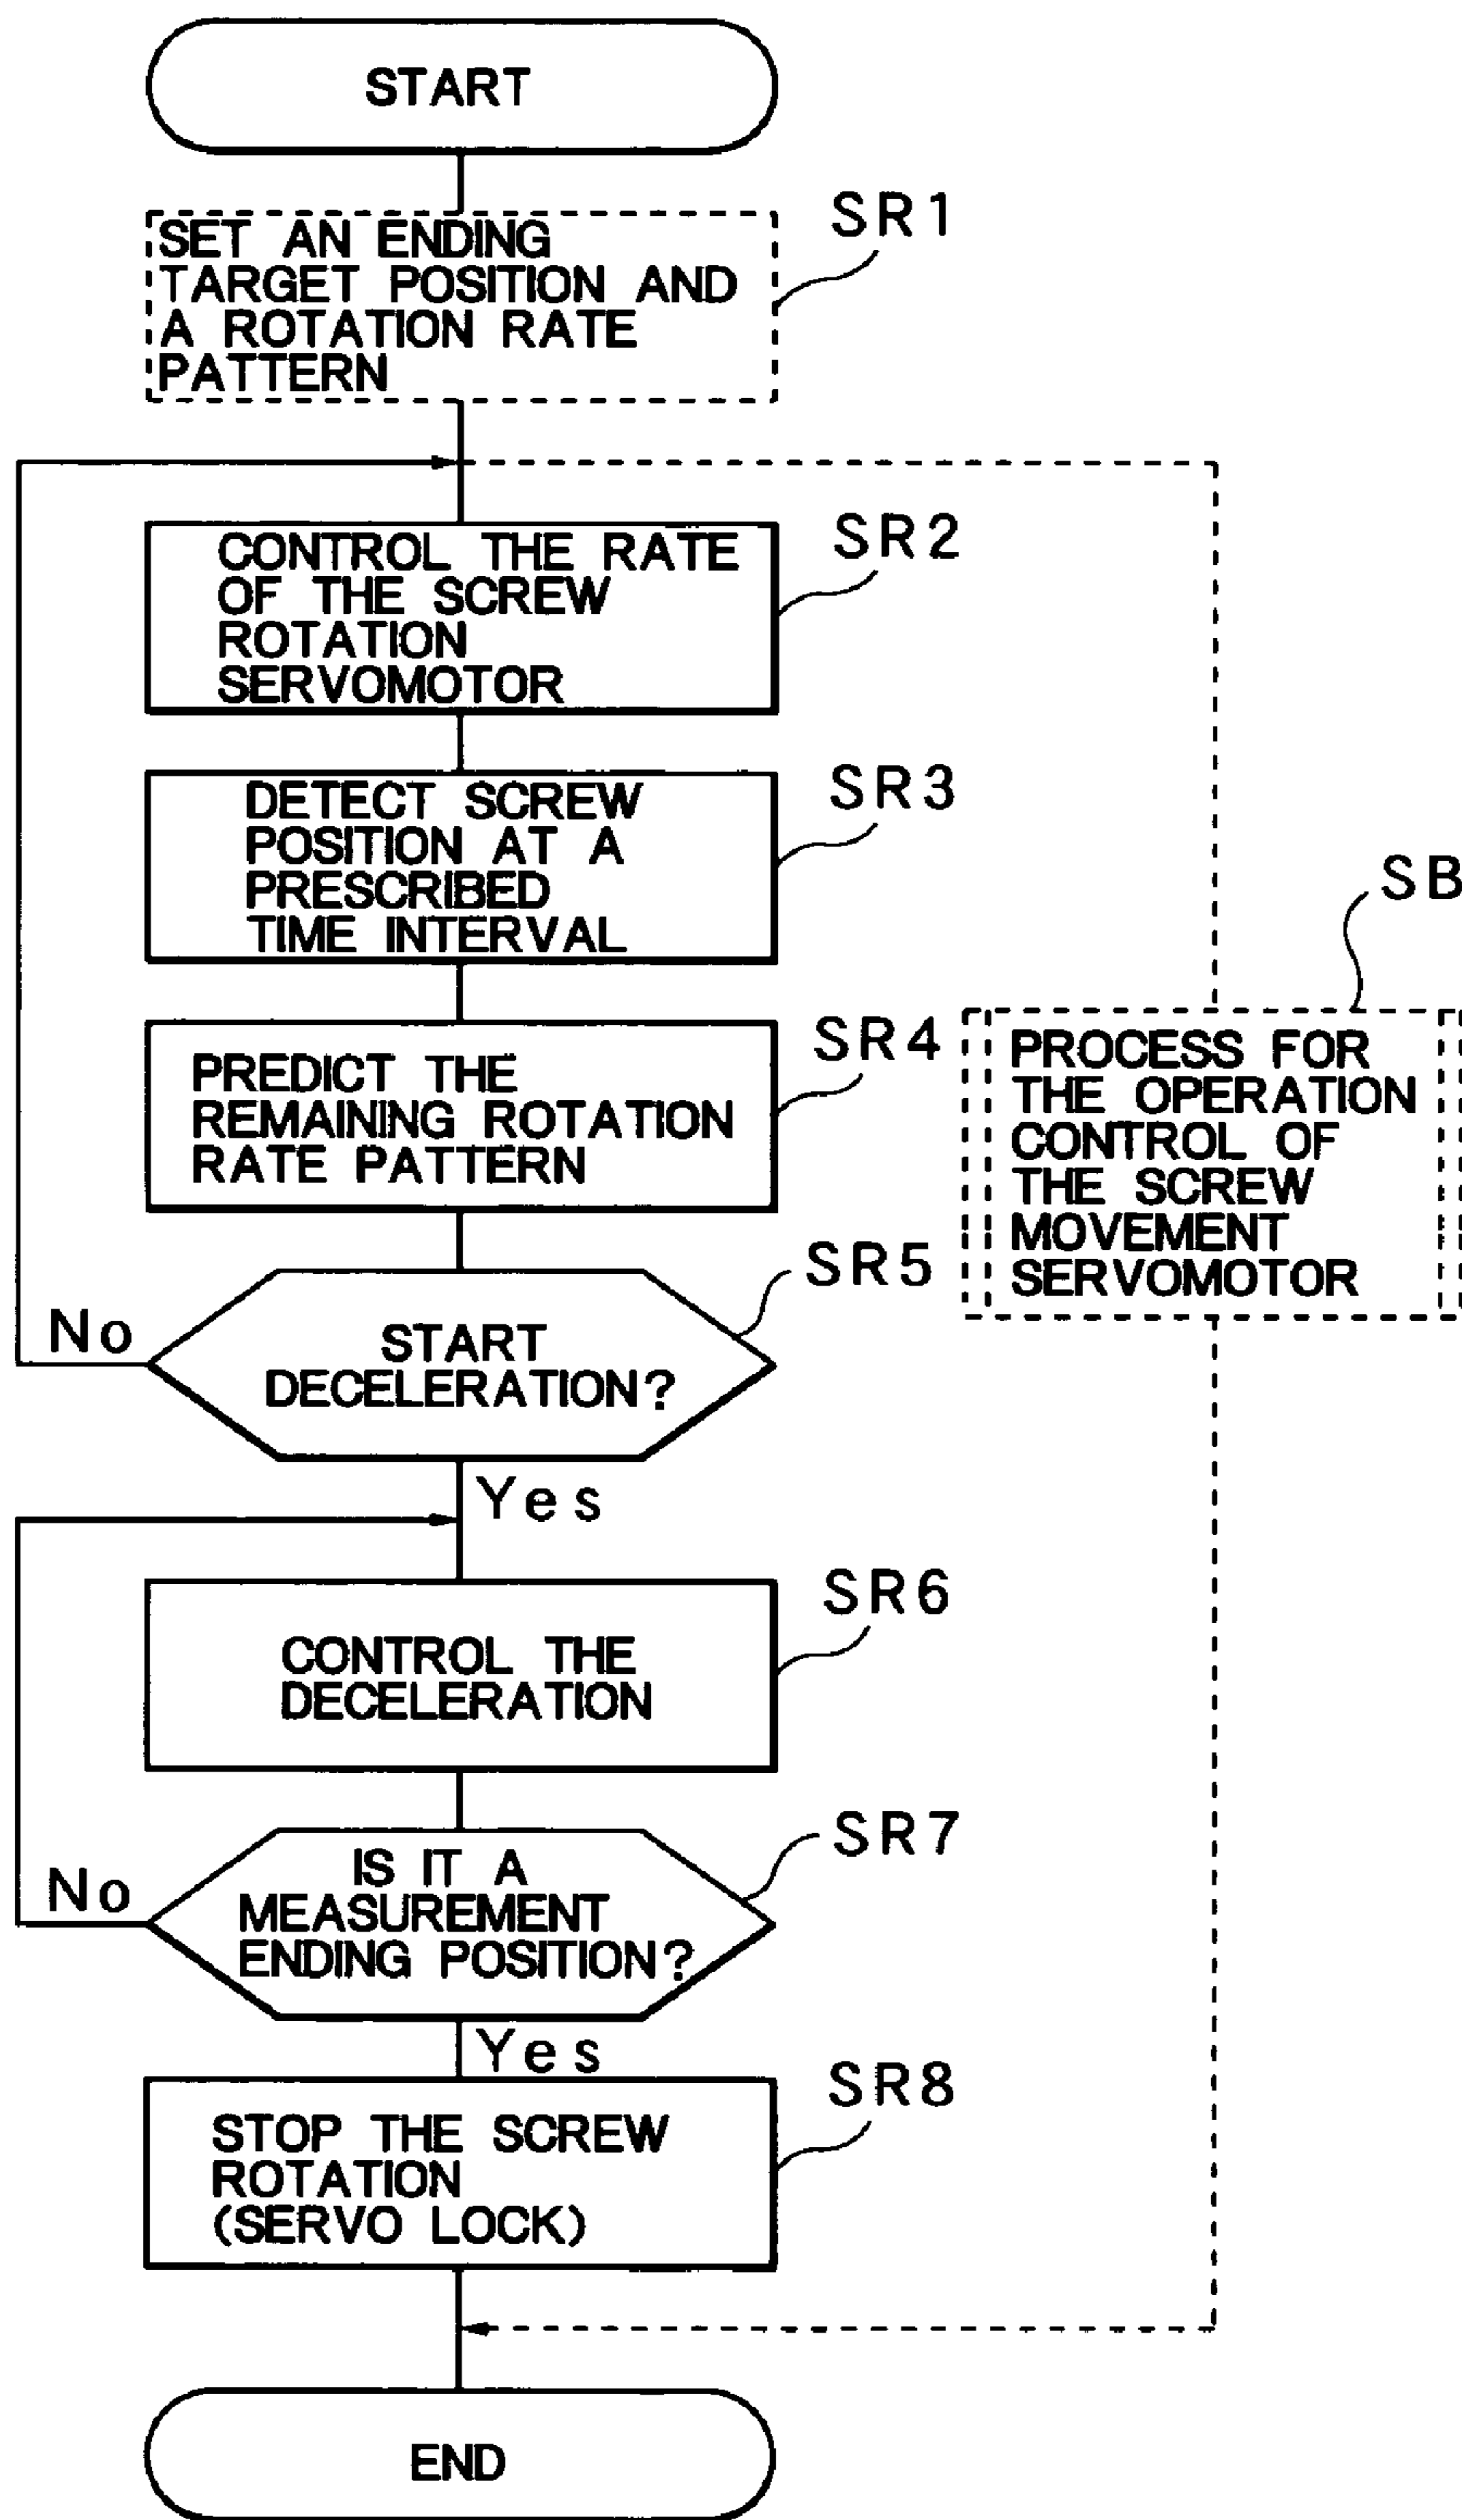 START
SR1
SET AN ENDING
TARGET POSITION AND
A ROTATION RATE
PATTERN
SR2
CONTROL THE RATE
OF THE SCREW
ROTATION
SERVOMOTOR
SR3
DETECT SCREW
POSITION AT A
PRESCRIBED
TIME INTERVAL
SB
SR4
PREDICT THE
REMAINING ROTATION
RATE PATTERN
PROCESS FOR
THE OPERATION
CONTROL OF
THE SCREW
MOVEMENT
SERVOMOTOR
SR5
START
DECELERATION?
No
Yes
SR6
CONTROL THE
DECELERATION
SR7
IS IT A
MEASUREMENT
ENDING POSITION?
No
Yes
SR8
STOP THE SCREW
ROTATION
(SERVO LOCK)
END